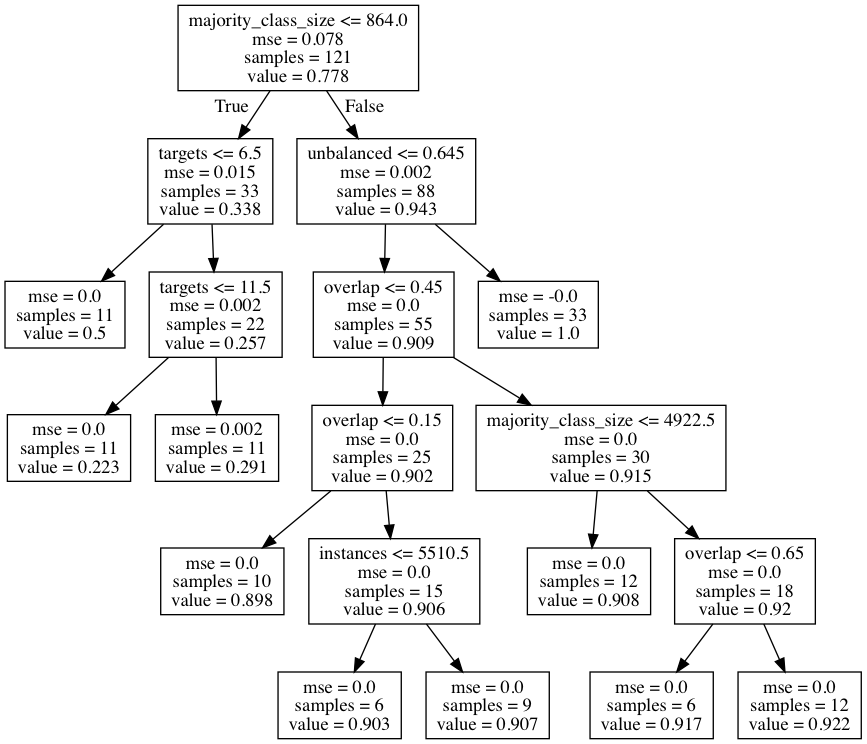 majority_class_size <= 864.0
mse = 0.078
samples = 121
value = 0.778
True
False
targets <= 6.5
mse = 0.015
samples = 33
value = 0.338
unbalanced <= 0.645
mse = 0.002
samples = 88
value = 0.943
mse = 0.0
samples = 11
value = 0.5
targets <= 11.5
mse = 0.002
samples = 22
value = 0.257
overlap <= 0.45
mse = 0.0
samples = 55
value = 0.909
mse = -0.0
samples = 33
value = 1.0
mse = 0.0
samples = 11
value = 0.223
mse = 0.002
samples = 11
value = 0.291
overlap <= 0.15
mse = 0.0
samples = 25
value = 0.902
majority_class_size <= 4922.5
mse = 0.0
samples = 30
value = 0.915
mse = 0.0
samples = 10
value = 0.898
instances <= 5510.5
mse = 0.0
samples = 15
value = 0.906
mse = 0.0
samples = 12
value = 0.908
overlap <= 0.65
mse = 0.0
samples = 18
value = 0.92
mse = 0.0
samples = 6
value = 0.903
mse = 0.0
samples = 9
value = 0.907
mse = 0.0
samples = 6
value = 0.917
mse = 0.0
samples = 12
value = 0.922